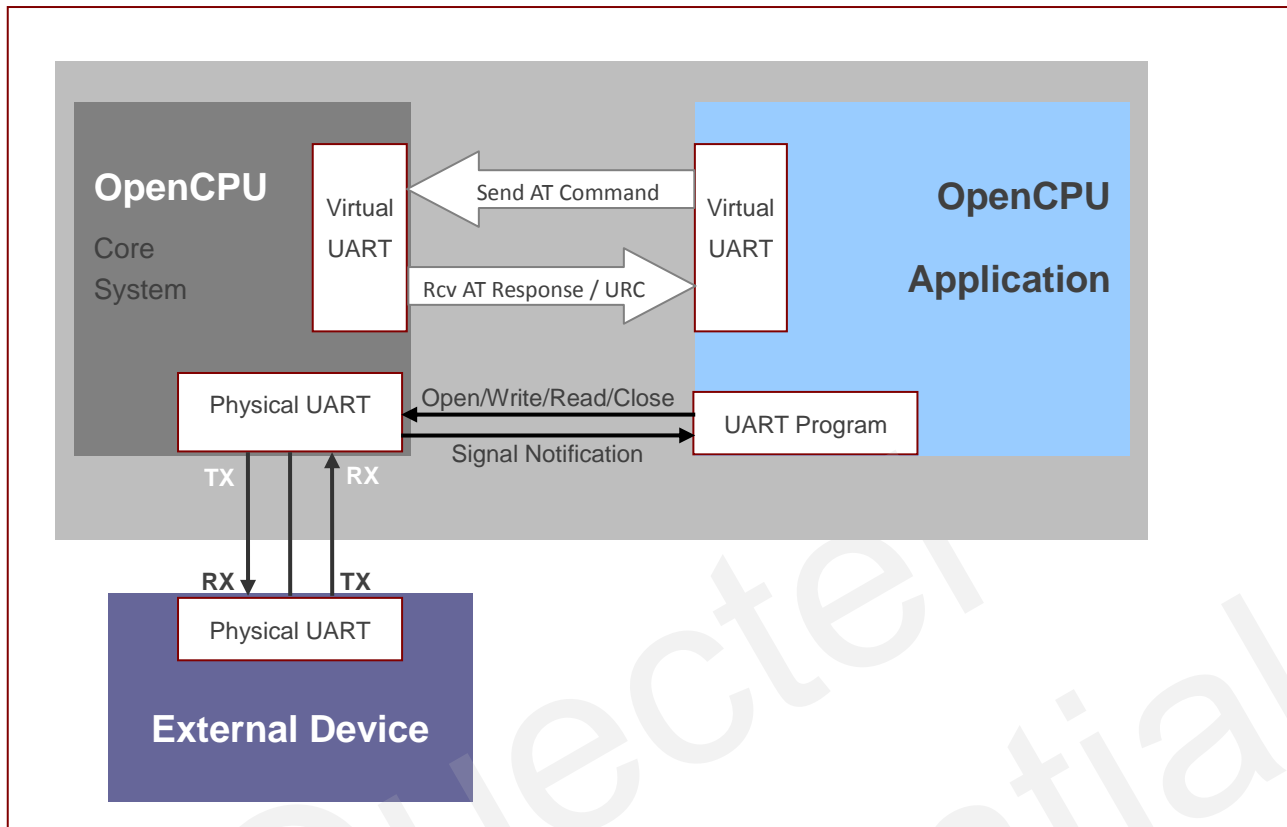 OpenCPU
Core
System
Virtual
UART
Send AT Command
Rcv AT Response / URC
Virtual
UART
OpenCPU
Application
Physical UART
Open/Write/Read/Close
Signal Notification
UART Program
TX
RX
RX
TX
Physical UART
External Device